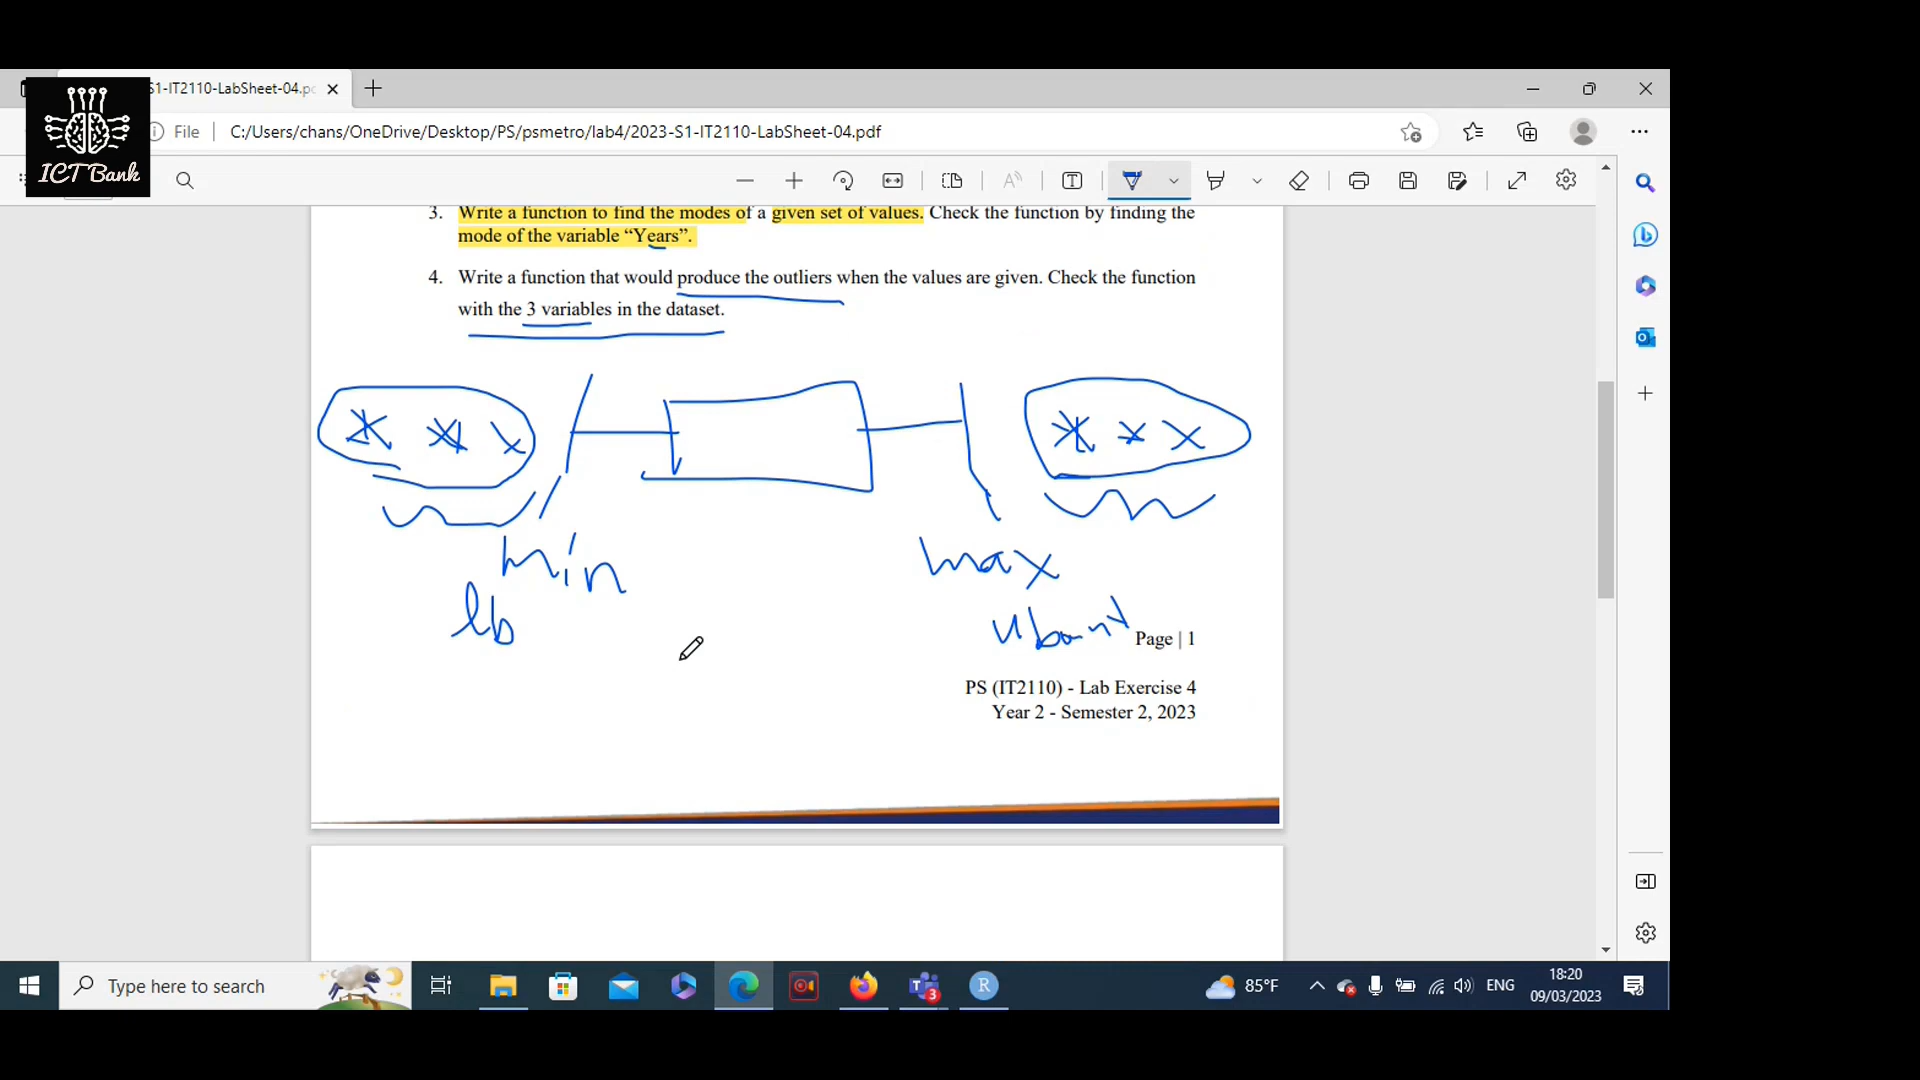 S1-IT2110-LabSheet-04.p
File
C:/Users/chans/OneDrive/Desktop/PS/psmetro/lab4/2023-S1-IT2110-LabSheet-04.pdf
ICT Bank
3. Write a function to find the modes of a given set of values. Check the function by finding the
mode of the variable “Years”.
4. Write a function that would produce the outliers when the values are given. Check the function
with the 3 variables in the dataset.
min
max
lb
Page | 1
PS (IT2110) - Lab Exercise 4
Year 2 - Semester 2, 2023
Type here to search
3
R
85°F
ENG
18:20
09/03/2023